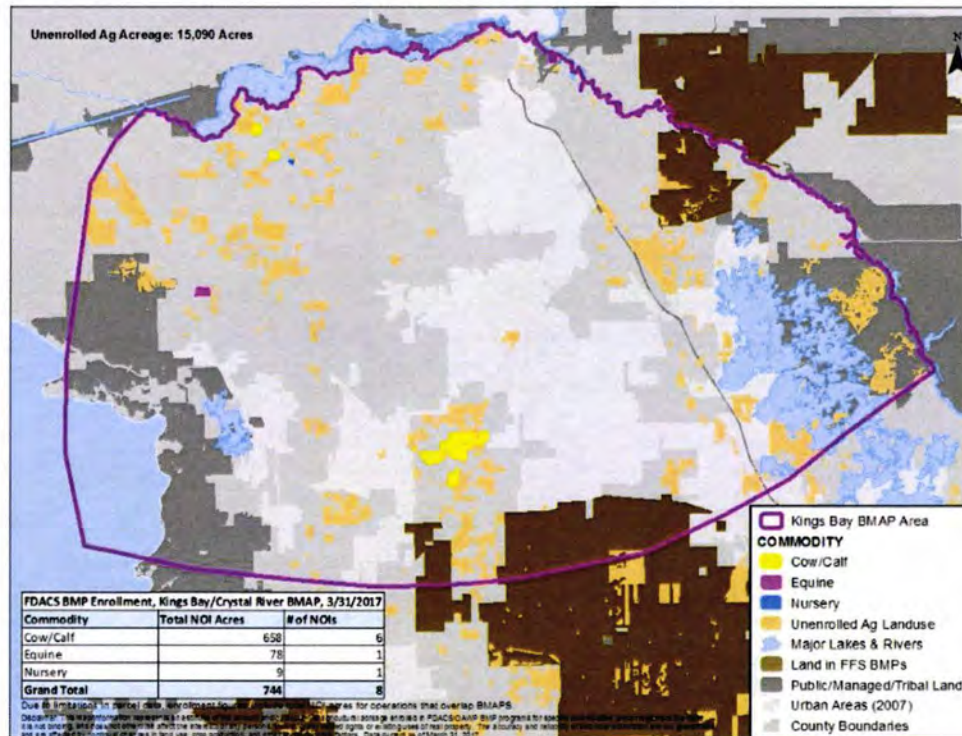 Unenrolled Ag Acreage: 15,090 Acres
N
Kings Bay BMAP Area
COMMODITY
Cow/Calf
Equine
Nursery
Unenrolled Ag Landuse
Major Lakes & Rivers
Land in FFS BMPs
Public/Managed/Tribal Land
Urban Areas (2007)
County Boundaries
FDACS BMP Enrollment, Kings Bay/Crystal River BMAP, 3/31/2017
Commodity Total NOI Acres # of NOIs
Cow/Calf 658 6
Equine 78 1
Nursery 9 1
Grand Total 744 8
Due to limitations in parcel data, enrollment figures total NOI acres for operations that overlap BMAPS.